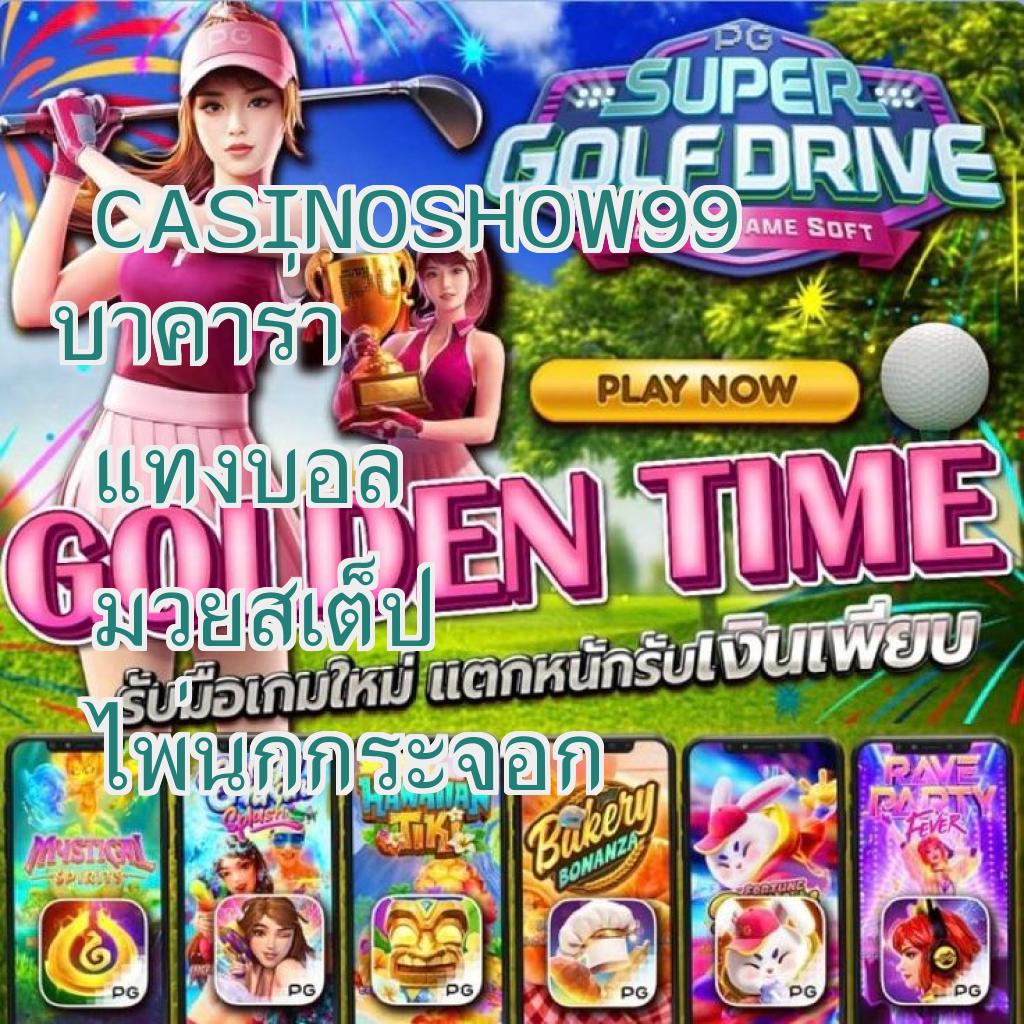 PG
SUPER
GOLF DRIVE
GAME SOFT
CASINOSHOW99
บาคาร่า
PLAY NOW
แทงบอล
GOLDEN TIME
มวยสเต็ป
รับมือเกมใหม่ แตกหนักรับเงินเพียบ
ไพ่นกกระจอก
MYSTICAL
SPIRITS
Splash
HAWAIIAN
TIKI
Bakery
BONANZA
FORTUNE
RAVE
PARTY
FEVER
PG
PG
PG
PG
PG
PG